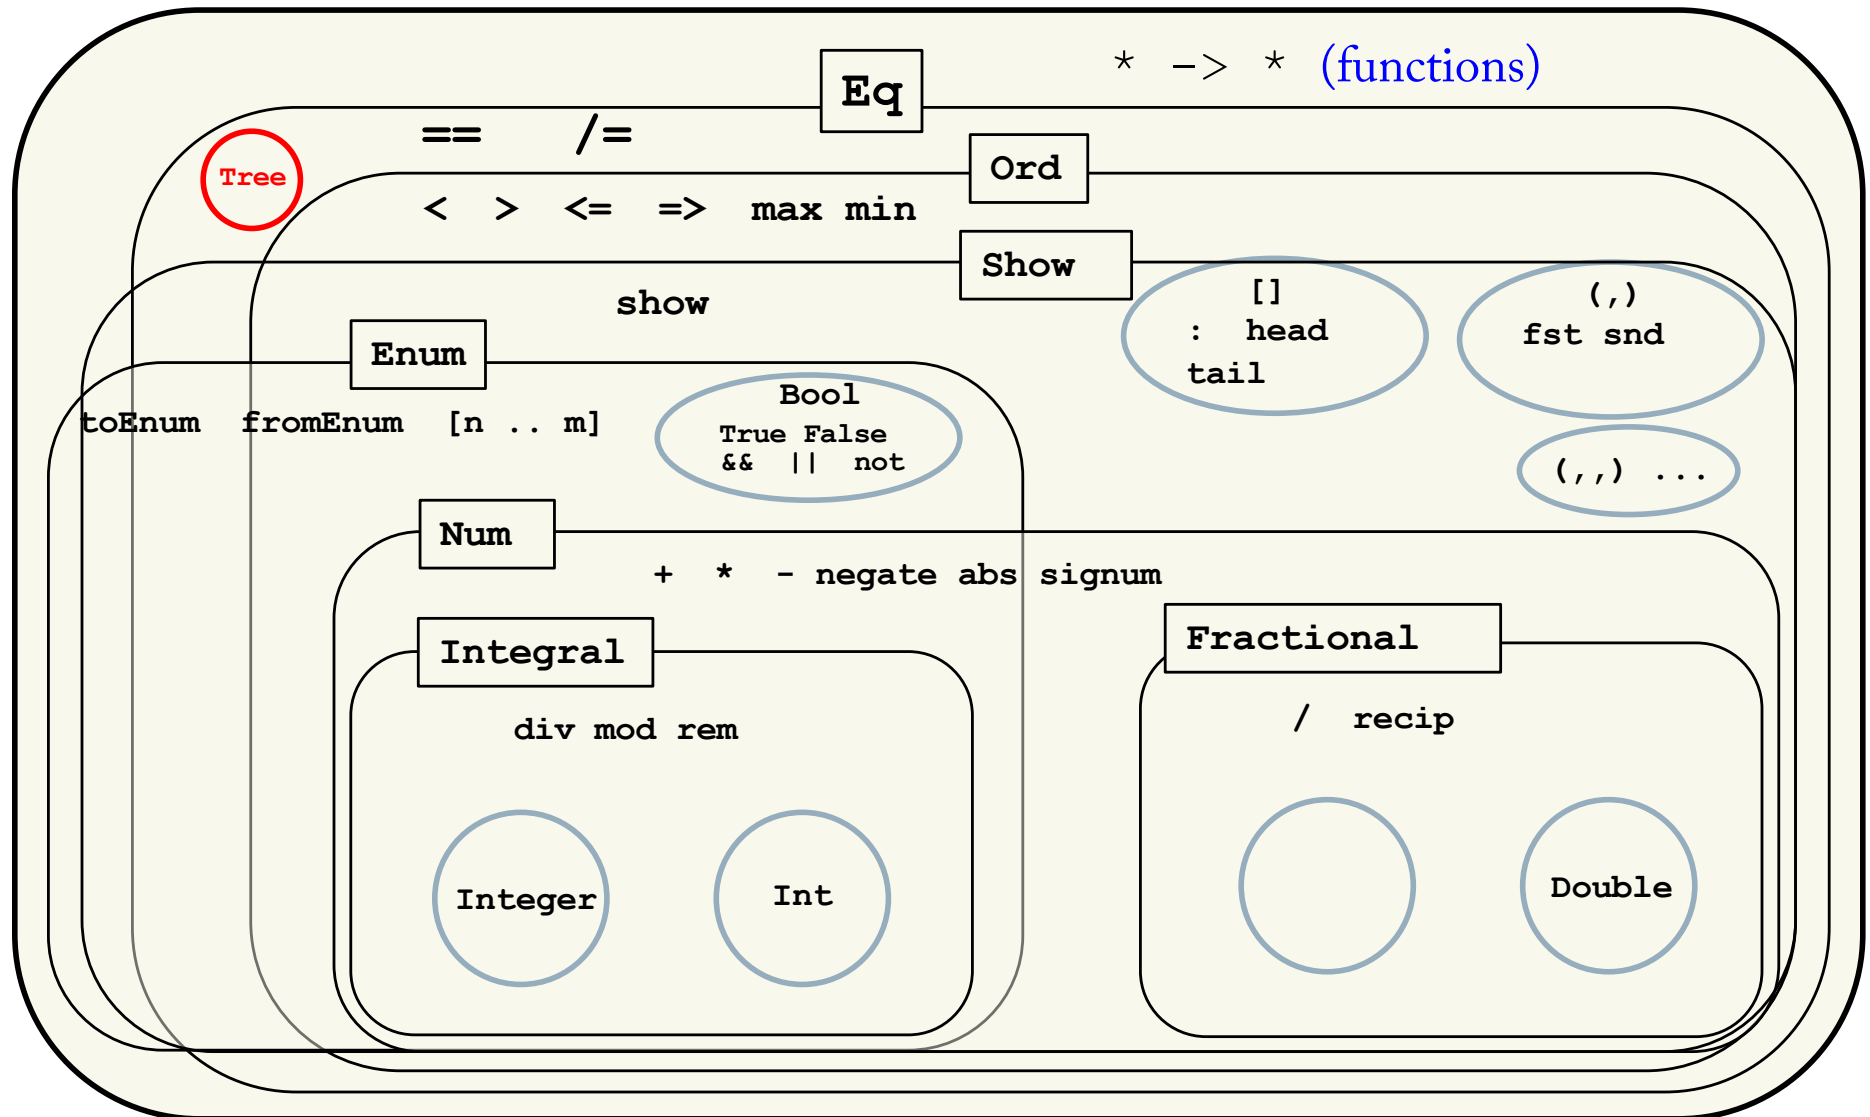 * -> * (functions)
Eq
== /=
Tree
Ord
< > <= => max min
Show
show
[]
: head
tail
(,)
fst snd
Enum
toEnum fromEnum [n .. m]
Bool
True False
&& || not
(,,) ...
Num
+ * - negate abs signum
Integral
div mod rem
Fractional
/ recip
Integer
Int
Double